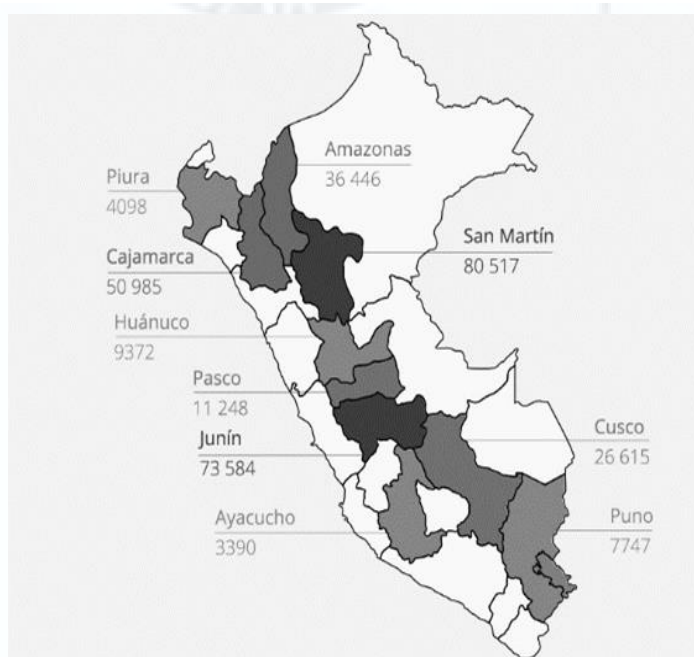 Amazonas
36 446
Piura
4098
San Martín
80 517
Cajamarca
50 985
Huánuco
9372
Pasco
11 248
Junín
73 584
Cusco
26 615
Ayacucho
3390
Puno
7747